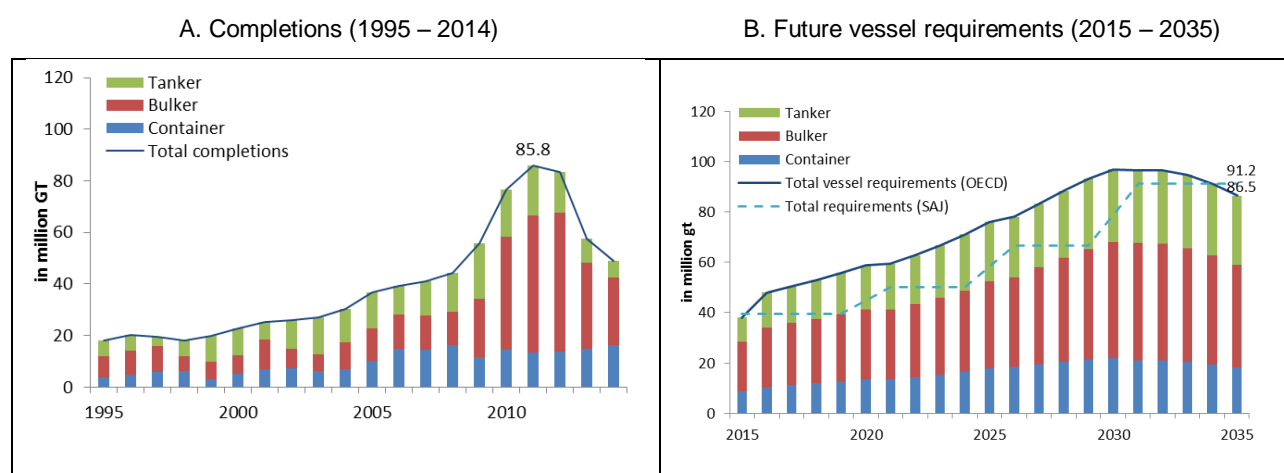 A. Completions (1995 – 2014)
B. Future vessel requirements (2015 – 2035)
120
100
80
60
40
20
0
in million GT
Tanker
Bulker
Container
Total completions
85.8
1995
2000
2005
2010
120
100
80
60
40
20
0
in million gt
Tanker
Bulker
Container
Total vessel requirements (OECD)
Total requirements (SAJ)
91.2
86.5
2015
2020
2025
2030
2035